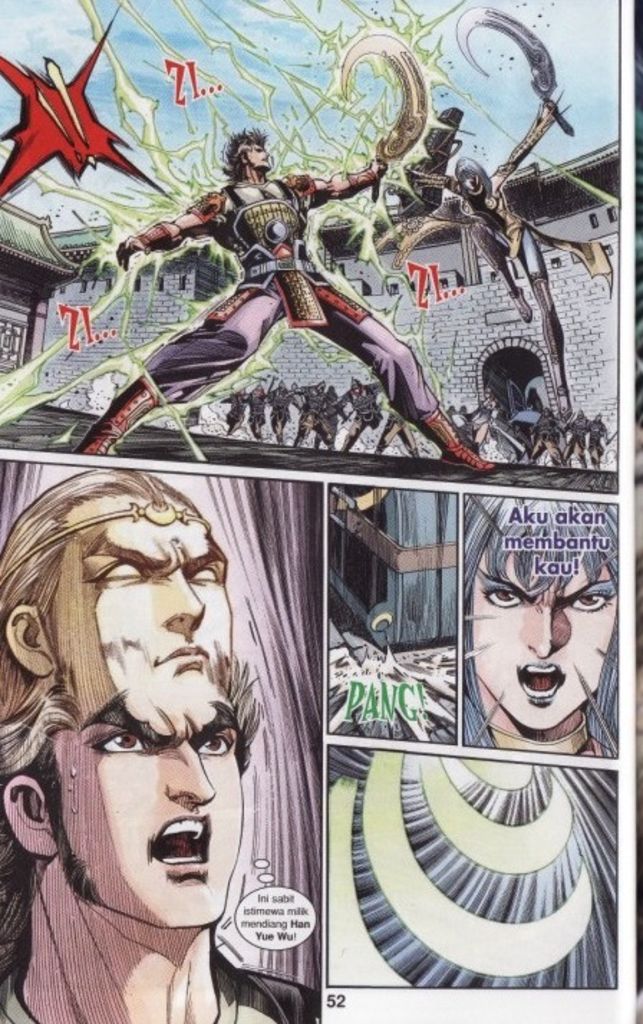 ZI...
ZI...
ZI...
Aku akan
membantu
kau!
PANG!
Ini sabit
istimewa milik
mendiang Han
Yue Wu!
52